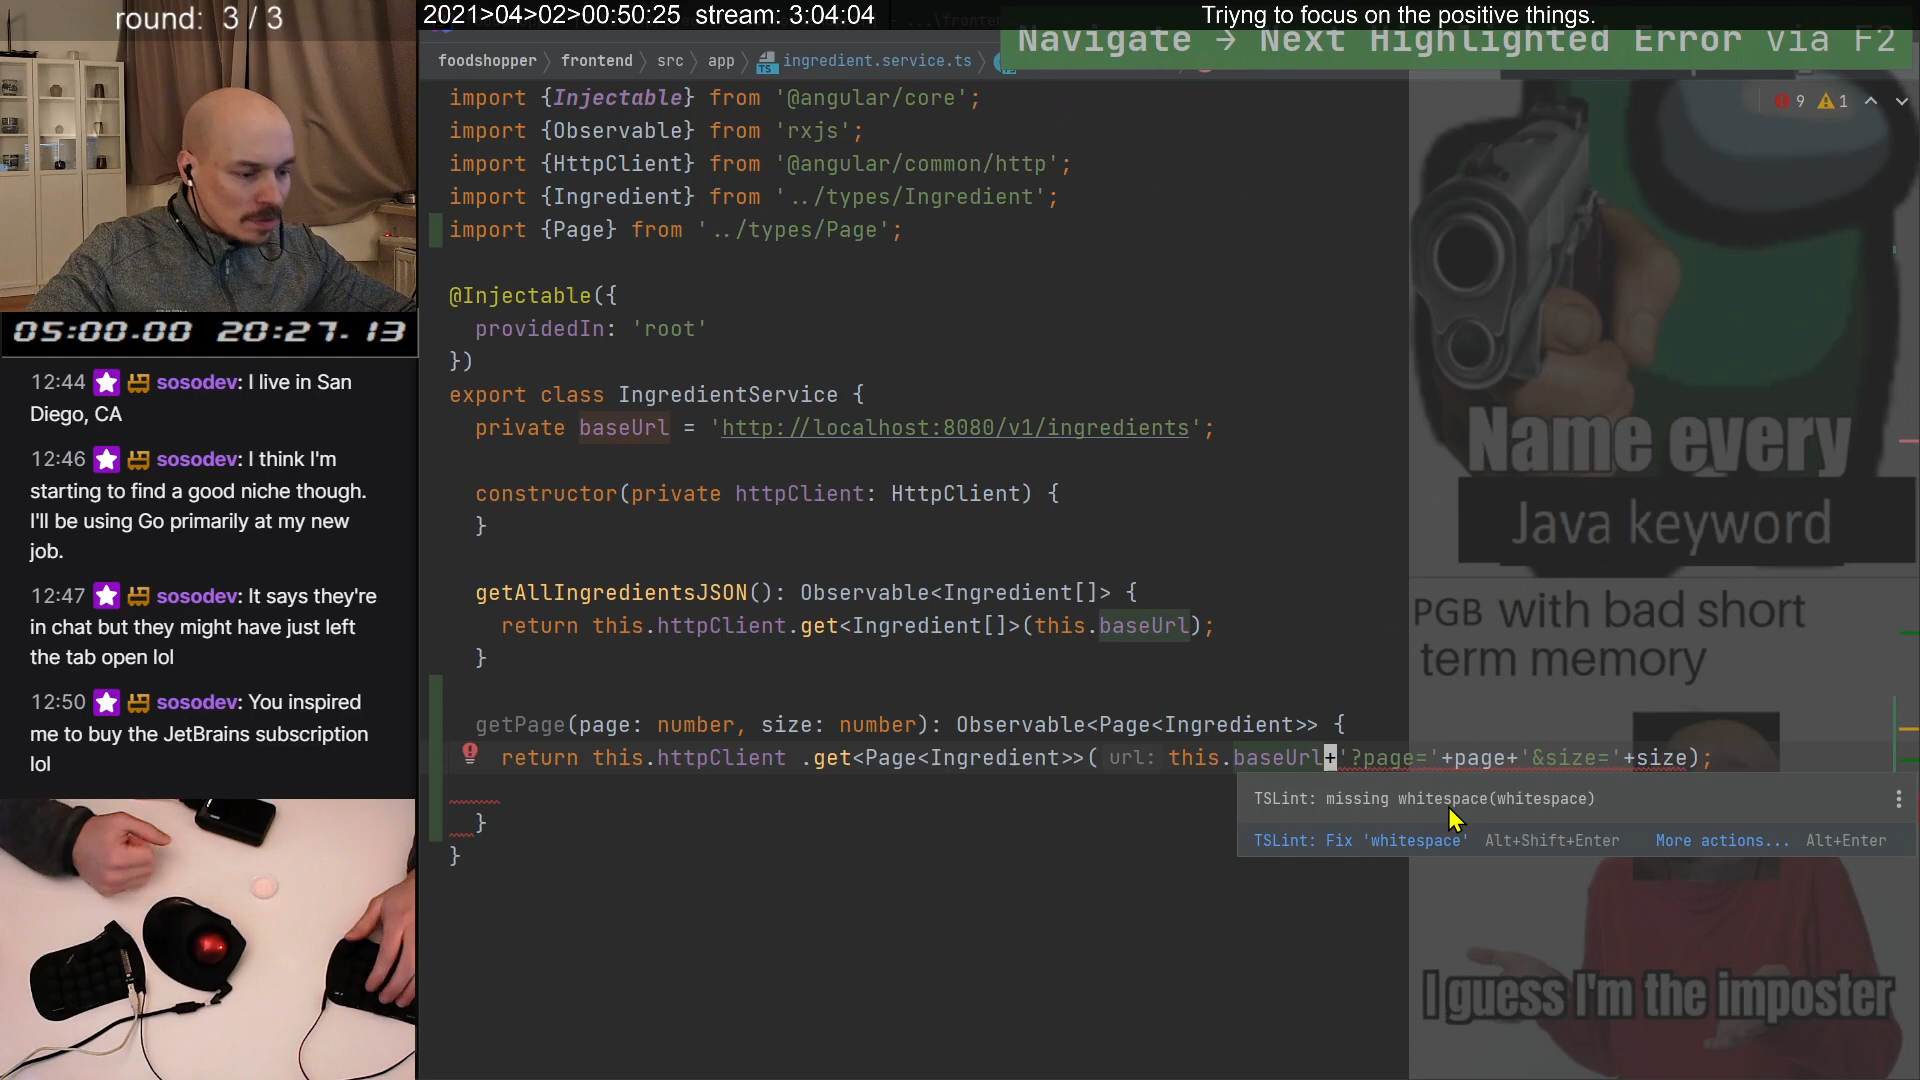 round: 3 / 3
2021>04>02>00:50:25 stream: 3:04:04
Triyng to focus on the positive things.
Navigate → Next Highlighted Error via F2
foodshopper 〉 frontend 〉 src 〉 app 〉 ingredient.service.ts 〉
9 1
import {Injectable} from '@angular/core';
import {Observable} from 'rxjs';
import {HttpClient} from '@angular/common/http';
import {Ingredient} from '../types/Ingredient';
import {Page} from '../types/Page';
@Injectable({
providedIn: 'root'
})
export class IngredientService {
private baseUrl = 'http://localhost:8080/v1/ingredients';
constructor(private httpClient: HttpClient) {
}
getAllIngredientsJSON(): Observable<Ingredient[]> {
return this.httpClient.get<Ingredient[]>(this.baseUrl);
}
getPage(page: number, size: number): Observable<Page<Ingredient>> {
return this.httpClient .get<Page<Ingredient>>( url: this.baseUrl+'?page='+page+'&size='+size);
}
}
TSLint: missing whitespace(whitespace)
TSLint: Fix 'whitespace' Alt+Shift+Enter More actions... Alt+Enter
05:00.00 20:27.13
12:44 sosodev: I live in San
Diego, CA
12:46 sosodev: I think I'm
starting to find a good niche though.
I'll be using Go primarily at my new
job.
12:47 sosodev: It says they're
in chat but they might have just left
the tab open lol
12:50 sosodev: You inspired
me to buy the JetBrains subscription
lol
Name every
Java keyword
PGB with bad short
term memory
I guess I'm the imposter